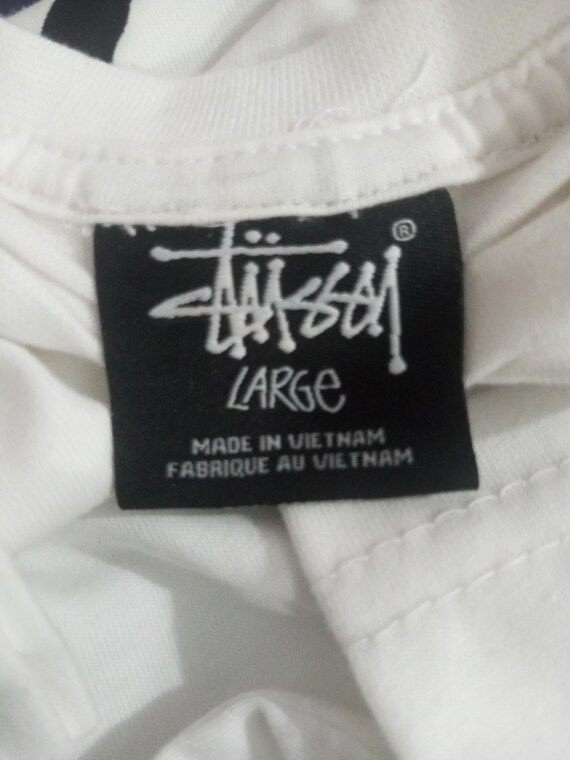 Stüssy ®
LARGE
MADE IN VIETNAM
FABRIQUE AU VIETNAM